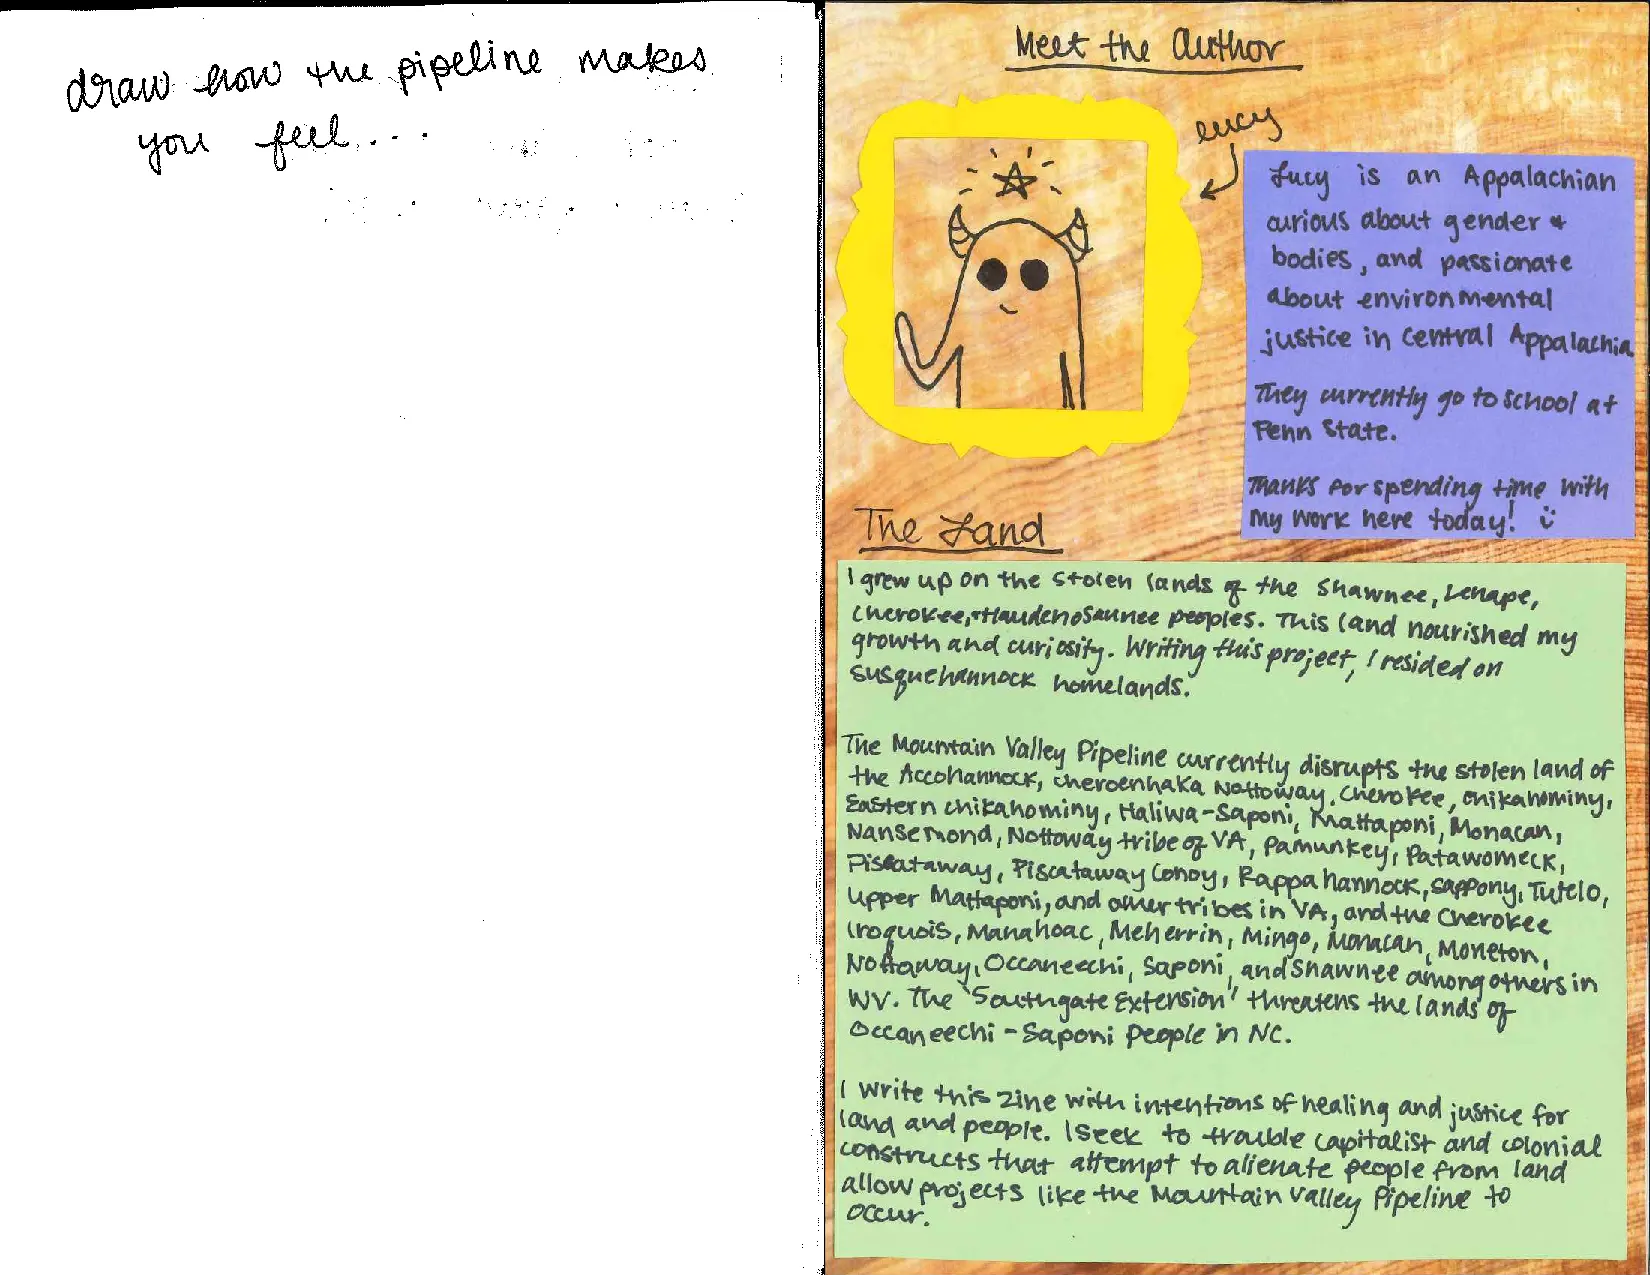 draw how the pipeline makes
you feel...
Meet the Author
Lucy
Lucy is an Appalachian
curious about gender &
bodies, and passionate
about environmental
justice in Central Appalachia
They currently go to school at
Penn State.
Thanks for spending time with
my work here today! :)
The Land
I grew up on the stolen lands of the Shawnee, Lenape,
Cherokee, + Haudenosaunee peoples. This land nourished my
growth and curiosity. Writing this project, I resided on
Susquehannock homelands.
The Mountain Valley Pipeline currently disrupts the stolen land of
the Accohannock, Cheroenhaka Nottoway, Cherokee, Chikahominy,
Eastern Chikahominy, Haliwa-Saponi, Mattaponi, Monacan,
Nansemond, Nottoway tribe of VA, Pamunkey, Patawomeck,
Piscataway, Piscataway Conoy, Rappahannock, Sappony, Tutelo,
Upper Mattaponi, and other tribes in VA, and the Cherokee
Iroquois, Manahoac, Meherrin, Mingo, Monacan, Moneton,
Nottaway, Occaneechi, Saponi, and Shawnee among others in
WV. The "Southgate Extension" threatens the lands of
Occaneechi-Saponi People in NC.
I write this zine with intentions of healing and justice for
land and people. I seek to trouble capitalist and colonial
constructs that attempt to alienate people from land
allow projects like the Mountain Valley Pipeline to
occur.